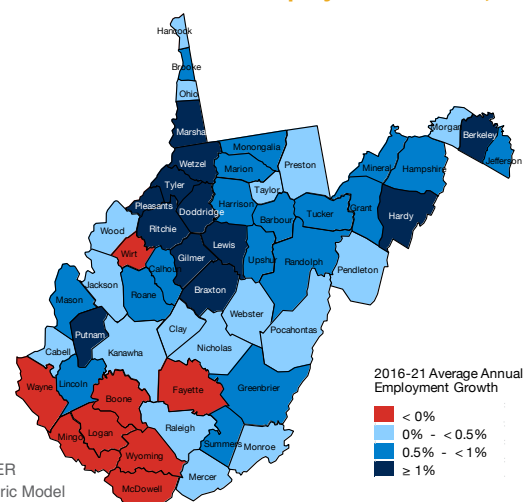 Hancock
Brooke
Ohio
Marsha
Wetzel
Monongalia
Morgan
Berkeley
Jefferson
Marion
Preston
Mineral
Hampshire
Tyler
Taylor
Pleasants
Doddridge
Harrison
Barbour
Tucker
Grant
Hardy
Wood
Ritchie
Lewis
Wirt
Gilmer
Upshu
Randolph
Pendleton
Calhou
Jackson
Roane
Braxton
Mason
Webster
Putnam
Clay
Pocahontas
Cabell
Kanawha
Nicholas
Wayne
Lincoln
Boone
Fayette
Greenbrier
Mingo
Logan
Raleigh
Summers
Monroe
Wyoming
Mercer
McDowell
2016-21 Average Annual
Employment Growth
< 0%
0% - < 0.5%
0.5% - < 1%
≥ 1%
ER
ric Model